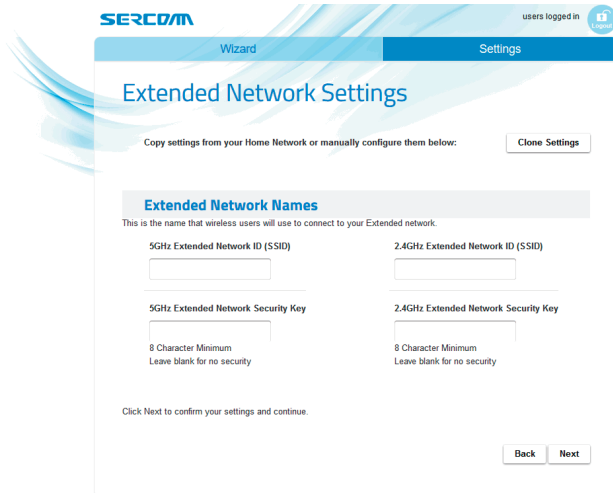 SERCOMM
users logged in
Logout
Wizard
Settings
Extended Network Settings
Copy settings from your Home Network or manually configure them below:
Clone Settings
Extended Network Names
This is the name that wireless users will use to connect to your Extended network.
5GHz Extended Network ID (SSID)
2.4GHz Extended Network ID (SSID)
5GHz Extended Network Security Key
2.4GHz Extended Network Security Key
8 Character Minimum
8 Character Minimum
Leave blank for no security
Leave blank for no security
Click Next to confirm your settings and continue.
Back
Next